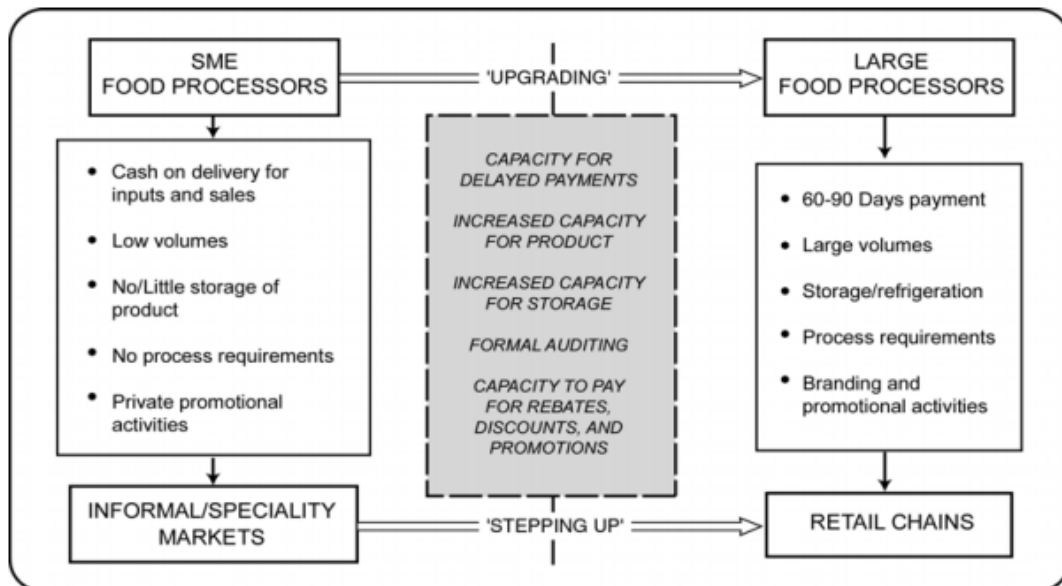 SME
FOOD PROCESSORS
'UPGRADING'
LARGE
FOOD PROCESSORS
• Cash on delivery for
inputs and sales
• Low volumes
• No/Little storage of
product
• No process requirements
• Private promotional
activities
CAPACITY FOR
DELAYED PAYMENTS
INCREASED CAPACITY
FOR PRODUCT
INCREASED CAPACITY
FOR STORAGE
FORMAL AUDITING
CAPACITY TO PAY
FOR REBATES,
DISCOUNTS, AND
PROMOTIONS
• 60-90 Days payment
• Large volumes
• Storage/refrigeration
• Process requirements
• Branding and
promotional activities
INFORMAL/SPECIALITY
MARKETS
'STEPPING UP'
RETAIL CHAINS